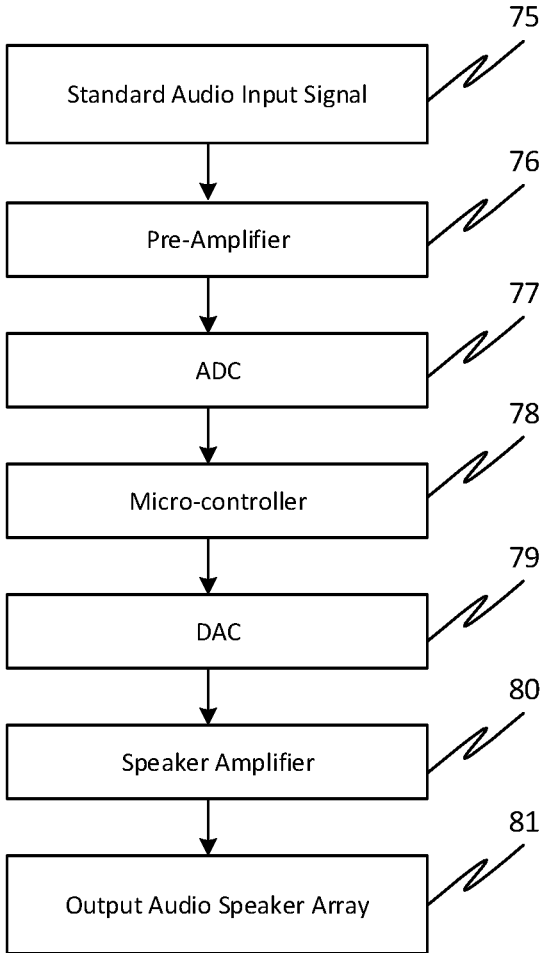 75
Standard Audio Input Signal
76
Pre-Amplifier
77
ADC
78
Micro-controller
79
DAC
80
Speaker Amplifier
81
Output Audio Speaker Array